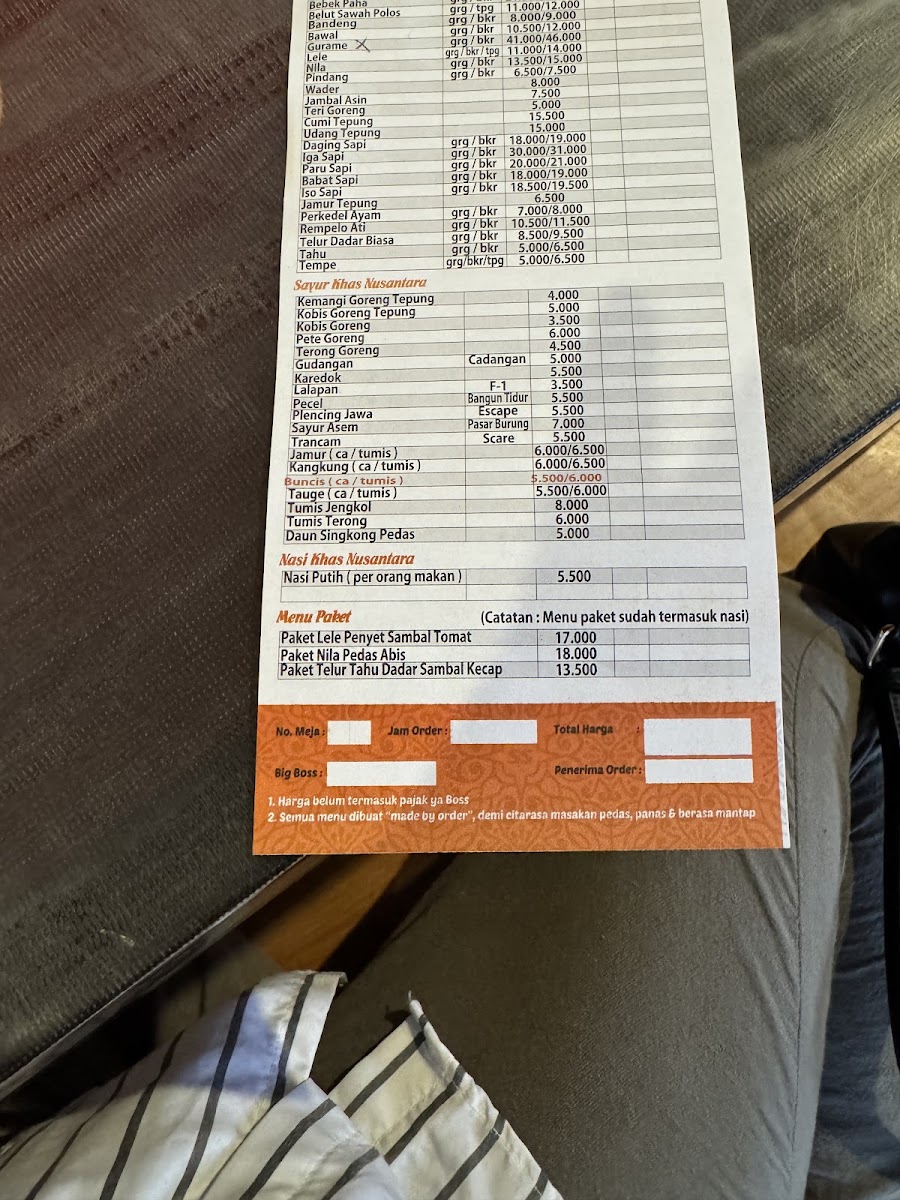 Bebek Paha
Belut Sawah Polos grg / tpg 11.000/12.000
Bandeng grg / bkr 8.000/9.000
Bawal grg / bkr 10.500/12.000
Gurame grg / bkr 41.000/46.000
Lele grg / bkr / tpg 11.000/14.000
Nila grg / bkr 13.500/15.000
Pindang grg / bkr 6.500/7.500
Wader 8.000
Jambal Asin 7.500
Teri Goreng 5.000
Cumi Tepung 15.500
Udang Tepung 15.000
Daging Sapi grg / bkr 18.000/19.000
Iga Sapi grg / bkr 30.000/31.000
Paru Sapi grg / bkr 20.000/21.000
Babat Sapi grg / bkr 18.000/19.000
Iso Sapi grg / bkr 18.500/19.500
Jamur Tepung 6.500
Perkedel Ayam grg / bkr 7.000/8.000
Rempelo Ati grg / bkr 10.500/11.500
Telur Dadar Biasa grg / bkr 8.500/9.500
Tahu grg / bkr 5.000/6.500
Tempe grg/bkr/tpg 5.000/6.500
Sayur Khas Nusantara
Kemangi Goreng Tepung 4.000
Kobis Goreng Tepung 5.000
Kobis Goreng 3.500
Pete Goreng 6.000
Terong Goreng 4.500
Gudangan Cadangan 5.000
Karedok 5.500
Lalapan F-1 3.500
Pecel Bangun Tidur 5.500
Plencing Jawa Escape 5.500
Sayur Asem Pasar Burung 7.000
Trancam Scare 5.500
Jamur ( ca / tumis ) 6.000/6.500
Kangkung ( ca / tumis ) 6.000/6.500
Buncis ( ca / tumis ) 5.500/6.000
Tauge ( ca / tumis ) 5.500/6.000
Tumis Jengkol 8.000
Tumis Terong 6.000
Daun Singkong Pedas 5.000
Nasi Khas Nusantara
Nasi Putih ( per orang makan ) 5.500
Menu Paket (Catatan : Menu paket sudah termasuk nasi)
Paket Lele Penyet Sambal Tomat 17.000
Paket Nila Pedas Abis 18.000
Paket Telur Tahu Dadar Sambal Kecap 13.500
No. Meja : Jam Order : Total Harga :
Big Boss : Penerima Order :
1. Harga belum termasuk pajak ya Boss
2. Semua menu dibuat "made by order", demi citarasa masakan pedas, panas & berasa mantap